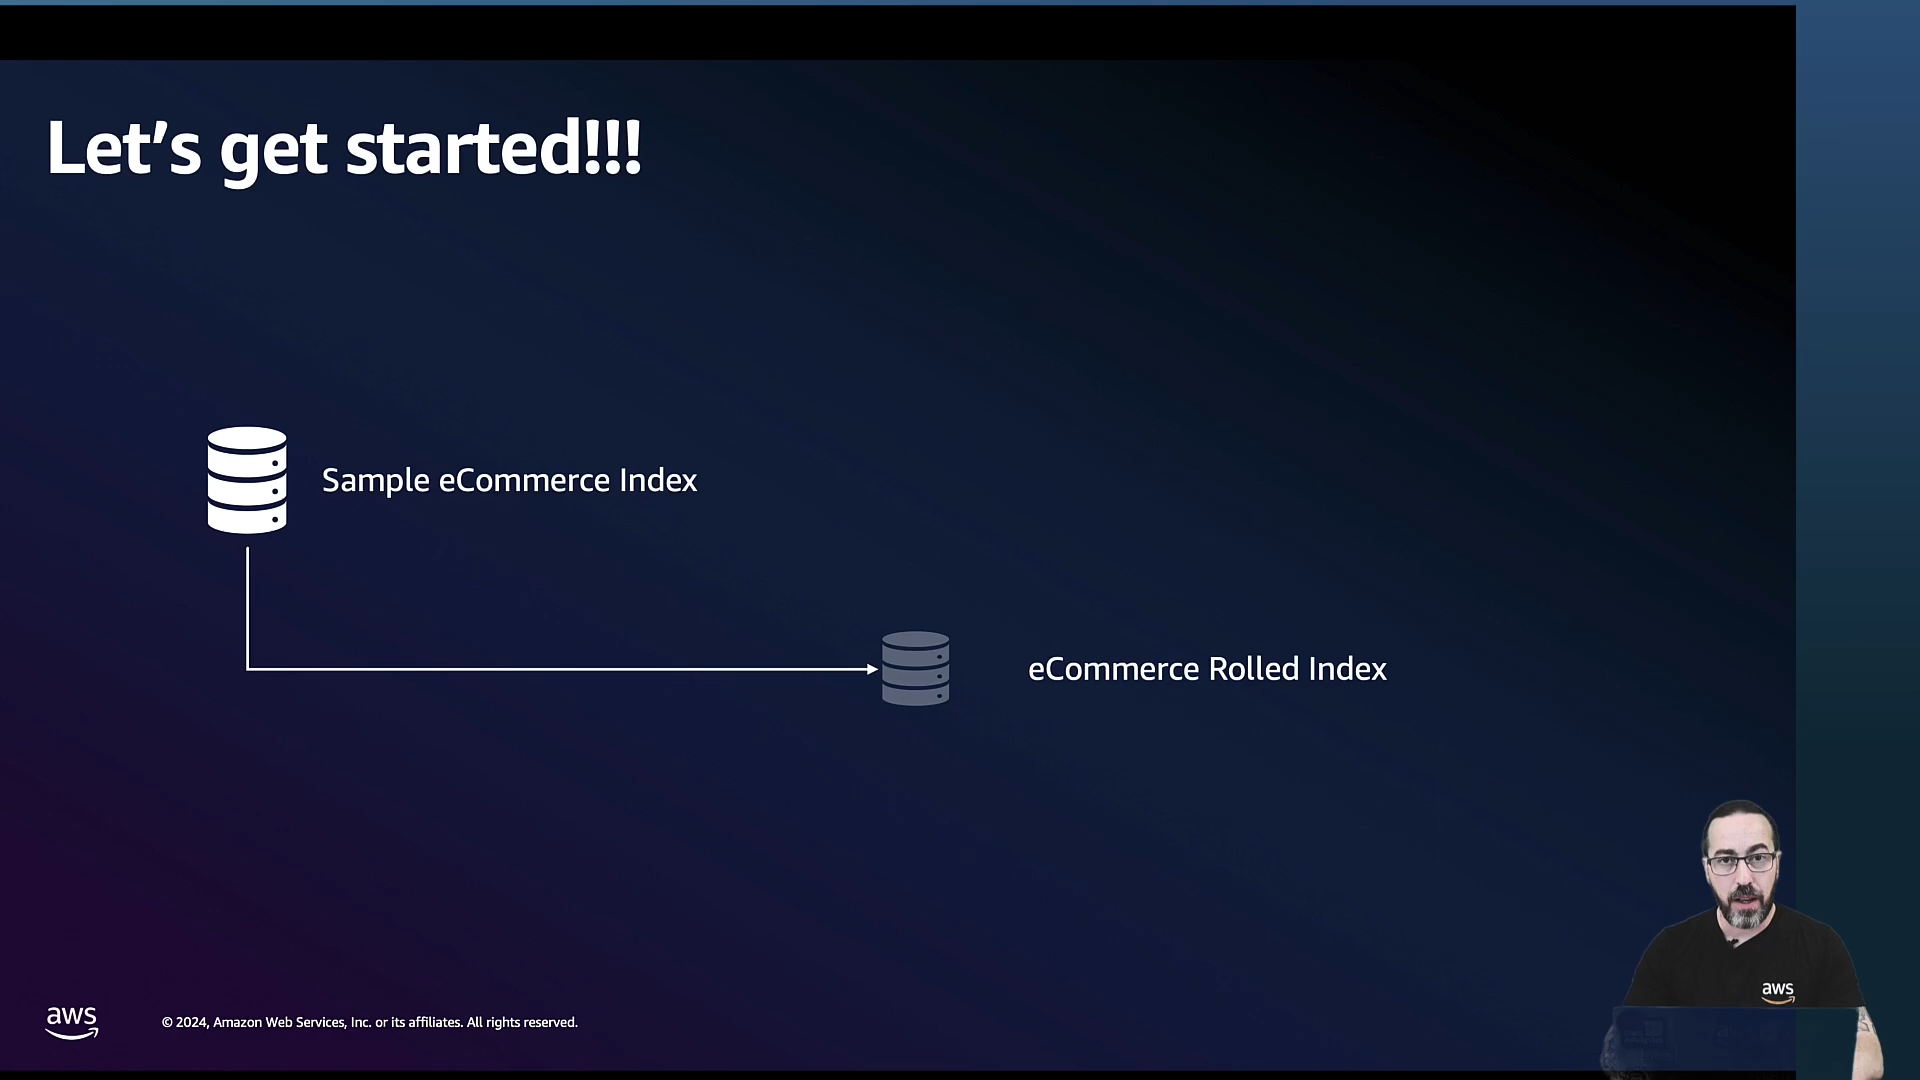 Let's get started!!!
Sample eCommerce Index
eCommerce Rolled Index
aws
aws
© 2024, Amazon Web Services, Inc. or its affiliates. All rights reserved.